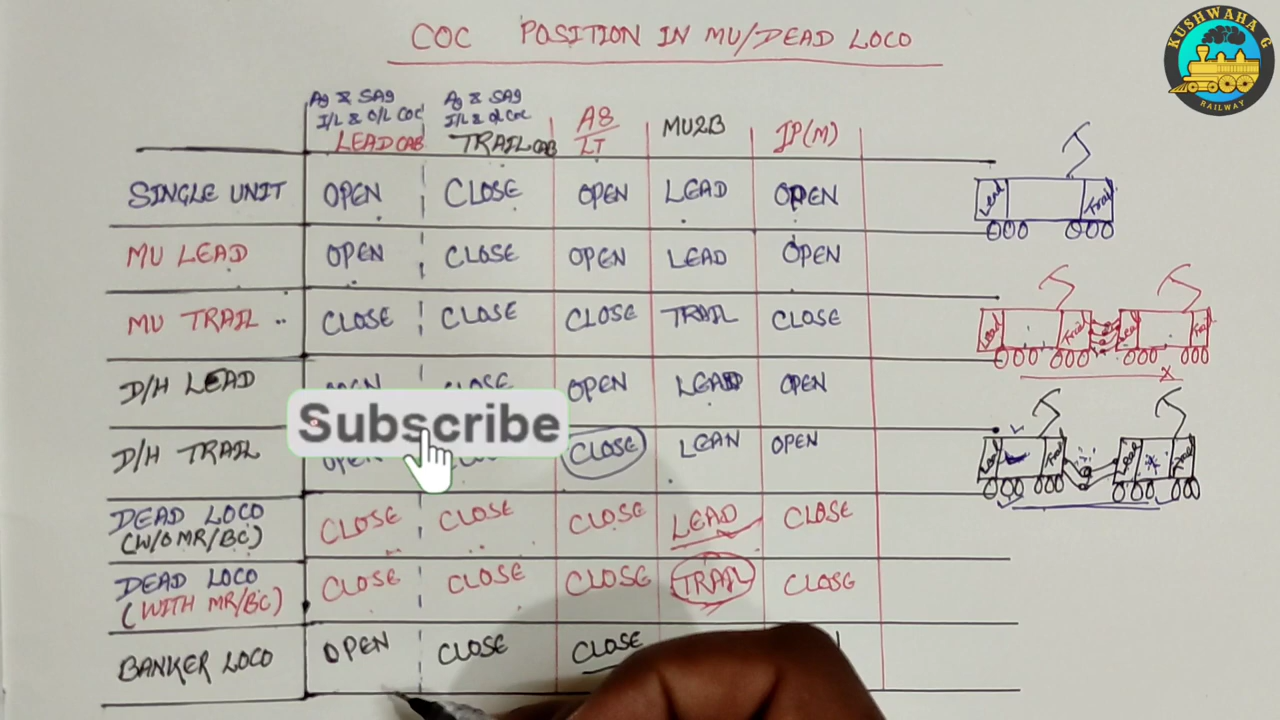 COC POSITION IN MU/DEAD LOCO
KUSHWAHA G
RAILWAY
A9 & SA9
I/L & O/L COC
LEAD CAB
A9 & SA9
I/L & O/L COC
TRAIL CAB
A8
LT
MU2B
IP(M)
SINGLE UNIT OPEN CLOSE OPEN LEAD OPEN
MU LEAD OPEN CLOSE OPEN LEAD OPEN
MU TRAIL CLOSE CLOSE CLOSE TRAIL CLOSE
D/H LEAD OPEN CLOSE OPEN LEAD OPEN
Subscribe
D/H TRAIL OPEN CLOSE LEAN OPEN
DEAD LOCO
(W/O MR/BC) CLOSE CLOSE CLOSE LEAD CLOSE
DEAD LOCO
(WITH MR/BC) CLOSE CLOSE CLOSE TRAIL CLOSE
BANKER LOCO OPEN CLOSE CLOSE
Lead Trail
Lead Trail Lead Trail
Lead Trail Lead Trail